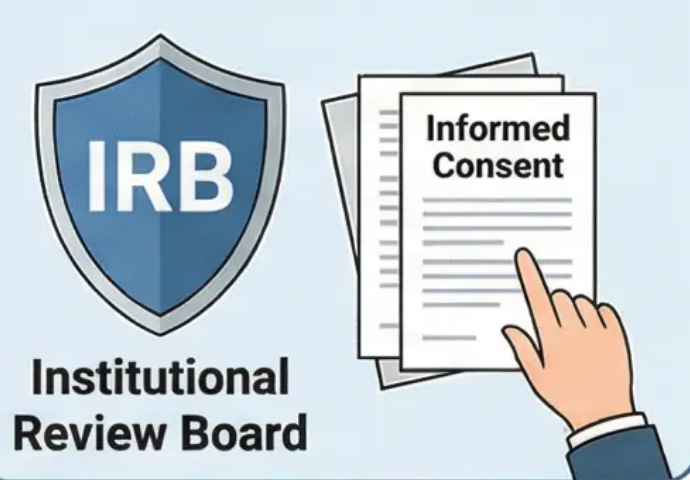 IRB
Institutional
Review Board
Informed
Consent